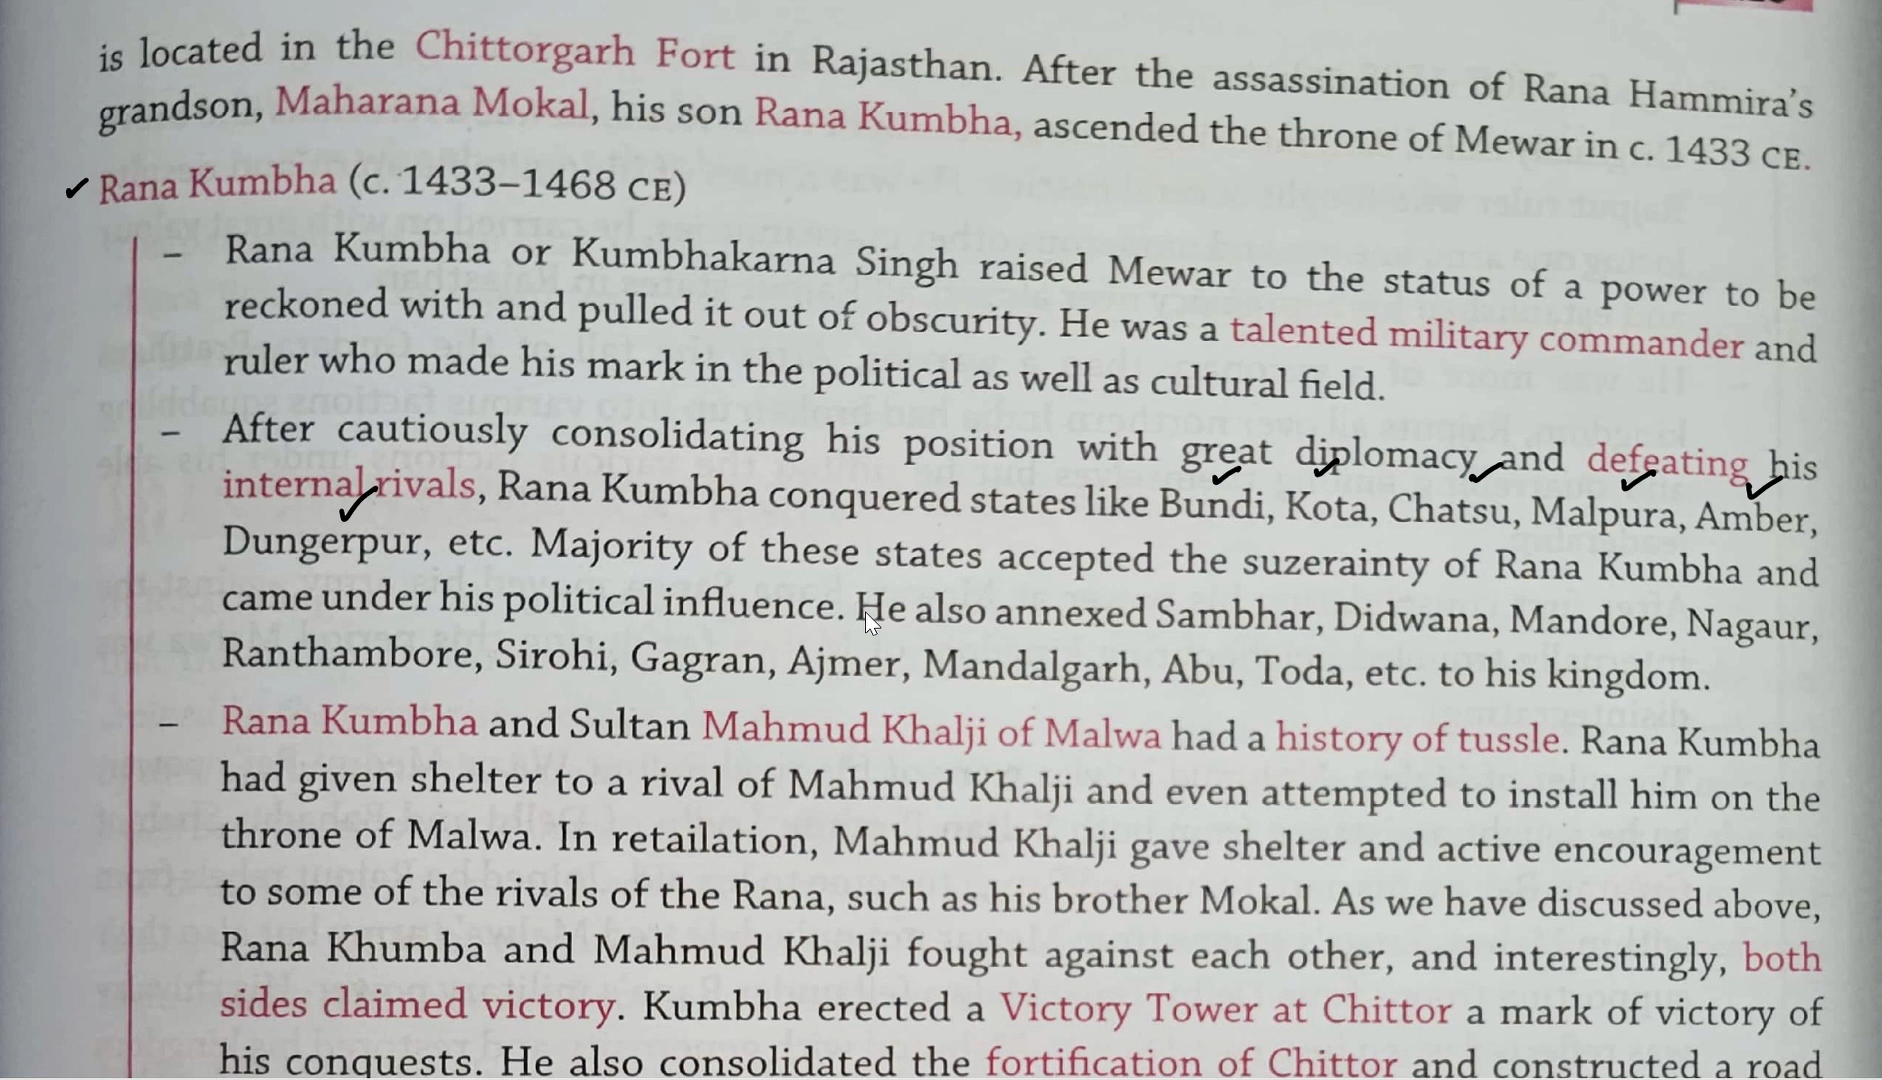 is located in the Chittorgarh Fort in Rajasthan. After the assassination of Rana Hammira's
grandson, Maharana Mokal, his son Rana Kumbha, ascended the throne of Mewar in c. 1433 CE.
Rana Kumbha (c. 1433–1468 CE)
– Rana Kumbha or Kumbhakarna Singh raised Mewar to the status of a power to be
reckoned with and pulled it out of obscurity. He was a talented military commander and
ruler who made his mark in the political as well as cultural field.
– After cautiously consolidating his position with great diplomacy and defeating his
internal rivals, Rana Kumbha conquered states like Bundi, Kota, Chatsu, Malpura, Amber,
Dungerpur, etc. Majority of these states accepted the suzerainty of Rana Kumbha and
came under his political influence. He also annexed Sambhar, Didwana, Mandore, Nagaur,
Ranthambore, Sirohi, Gagran, Ajmer, Mandalgarh, Abu, Toda, etc. to his kingdom.
– Rana Kumbha and Sultan Mahmud Khalji of Malwa had a history of tussle. Rana Kumbha
had given shelter to a rival of Mahmud Khalji and even attempted to install him on the
throne of Malwa. In retailation, Mahmud Khalji gave shelter and active encouragement
to some of the rivals of the Rana, such as his brother Mokal. As we have discussed above,
Rana Khumba and Mahmud Khalji fought against each other, and interestingly, both
sides claimed victory. Kumbha erected a Victory Tower at Chittor a mark of victory of
his conquests. He also consolidated the fortification of Chittor and constructed a road